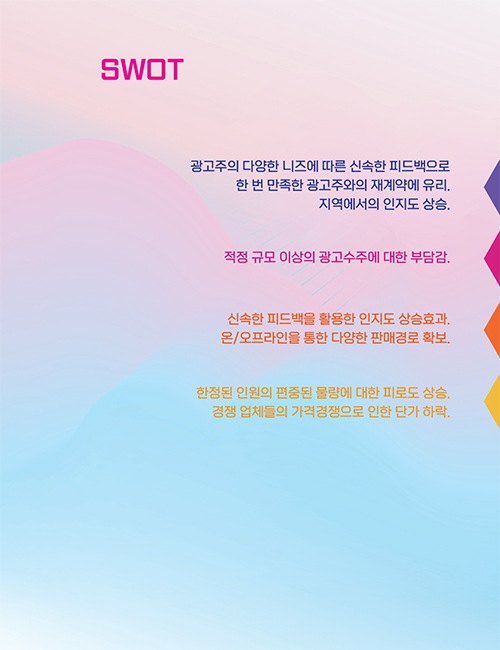 SWOT
광고주의 다양한 니즈에 따른 신속한 피드백으로
한 번 만족한 광고주와의 재계약에 유리.
지역에서의 인지도 상승.
적정 규모 이상의 광고수주에 대한 부담감.
신속한 피드백을 활용한 인지도 상승효과.
온/오프라인을 통한 다양한 판매경로 확보.
한정된 인원의 편중된 물량에 대한 피로도 상승.
경쟁 업체들의 가격경쟁으로 인한 단가 하락.